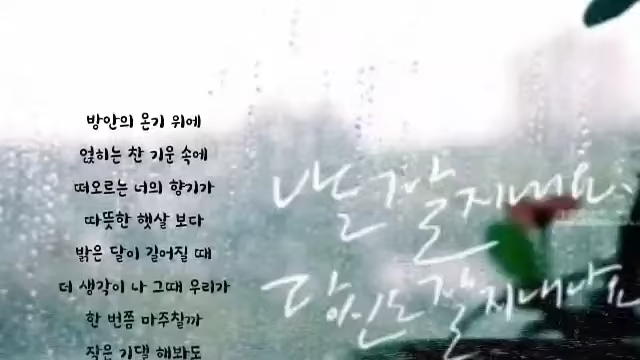 방안의 온기 위에
얹히는 찬 기운 속에
떠오르는 너의 향기가
따뜻한 햇살 보다
밝은 달이 길어질 때
더 생각이 나 그때 우리가
한 번쯤 마주칠까
작은 기댈 해봐도
난 잘 지내요.
당신도 잘 지내나요